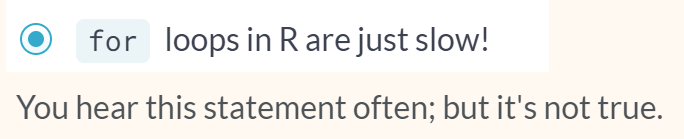 for loops in R are just slow!
You hear this statement often; but it's not true.